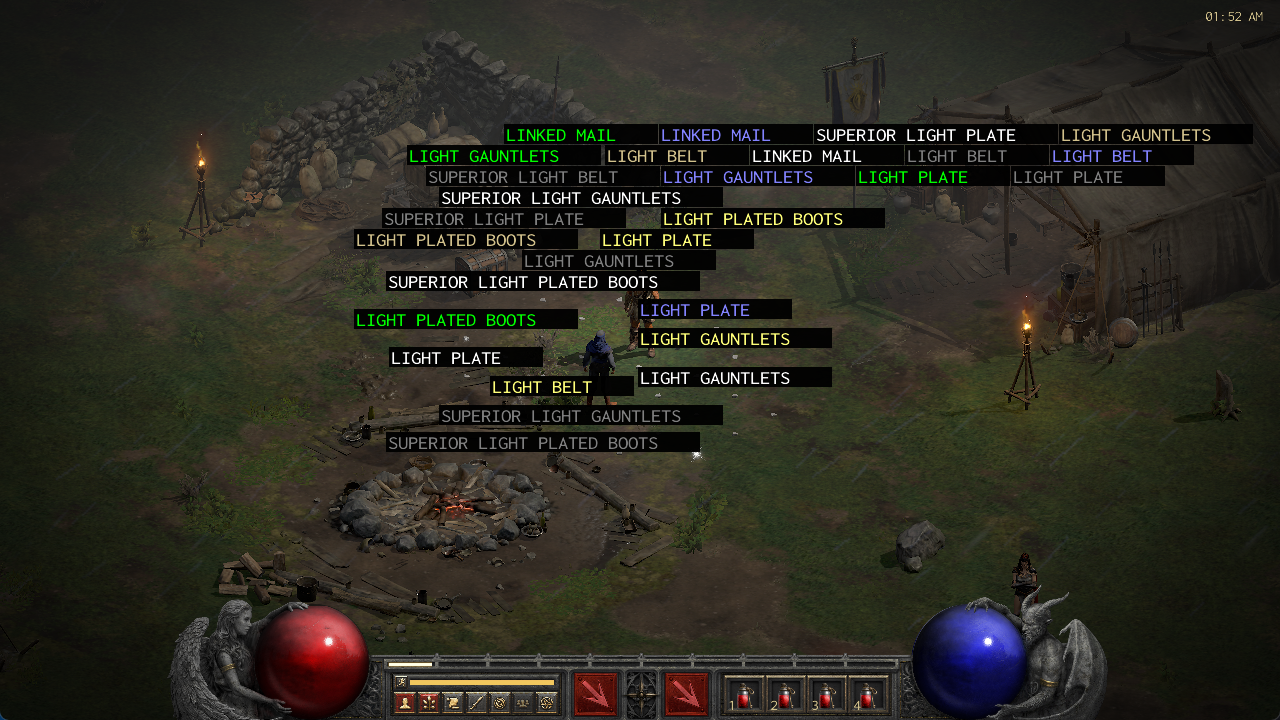 01:52 AM
LINKED MAIL LINKED MAIL SUPERIOR LIGHT PLATE LIGHT GAUNTLETS
LIGHT GAUNTLETS LIGHT BELT LINKED MAIL LIGHT BELT LIGHT BELT
SUPERIOR LIGHT BELT LIGHT GAUNTLETS LIGHT PLATE LIGHT PLATE
SUPERIOR LIGHT GAUNTLETS
SUPERIOR LIGHT PLATE LIGHT PLATED BOOTS
LIGHT PLATED BOOTS LIGHT PLATE
LIGHT GAUNTLETS
SUPERIOR LIGHT PLATED BOOTS
LIGHT PLATE
LIGHT PLATED BOOTS
LIGHT GAUNTLETS
LIGHT PLATE
LIGHT GAUNTLETS
LIGHT BELT
SUPERIOR LIGHT GAUNTLETS
SUPERIOR LIGHT PLATED BOOTS
1 2 3 4